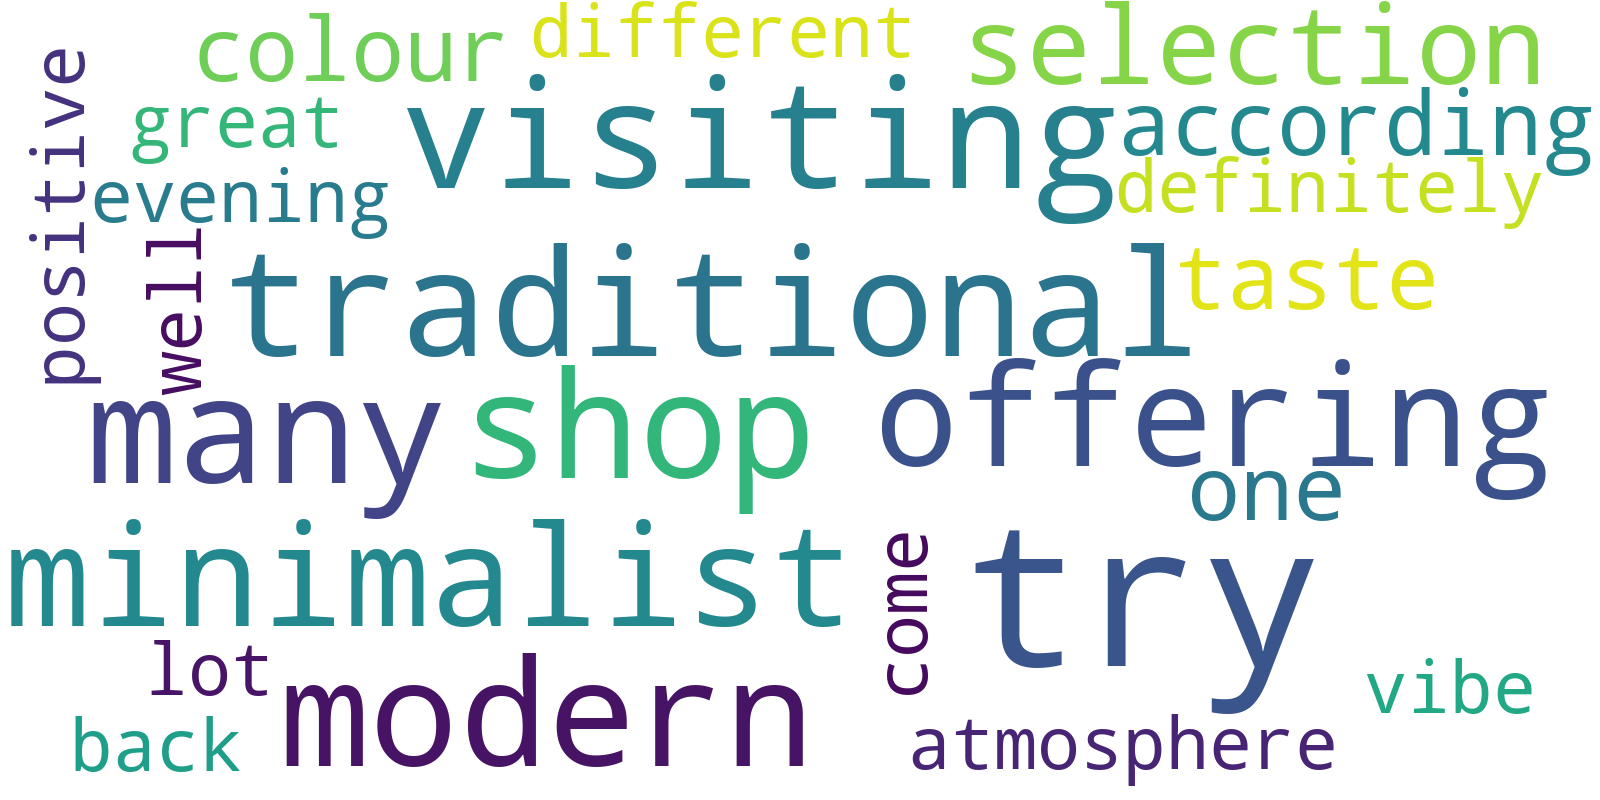 colour different selection
positive great visiting according
evening definitely
well traditional taste
many shop offering
one
minimalist come try
lot modern vibe
back atmosphere